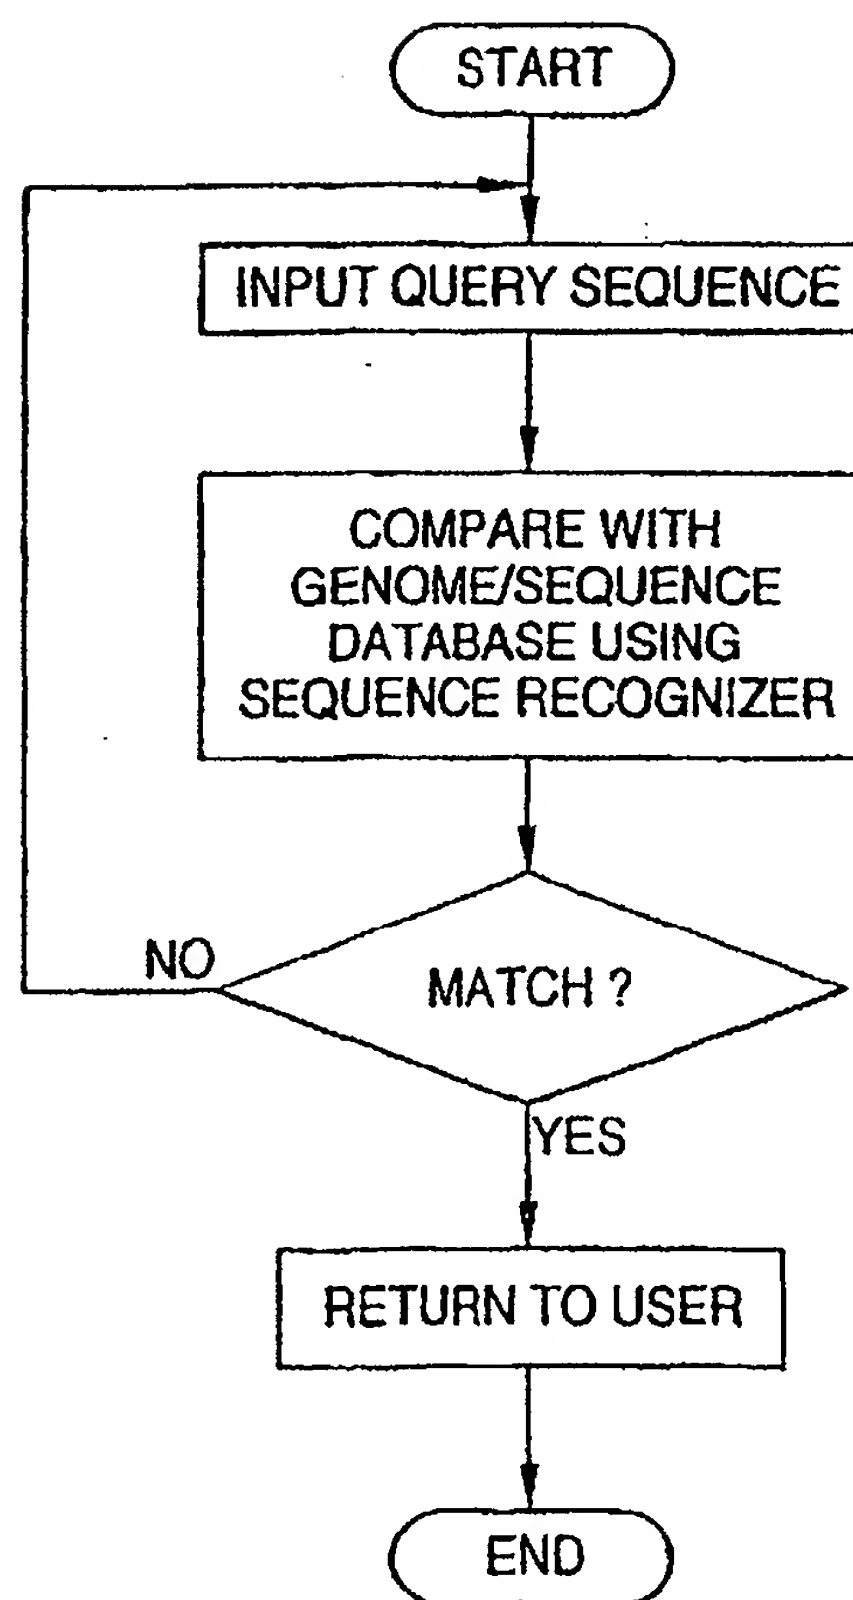 START
INPUT QUERY SEQUENCE
COMPARE WITH
GENOME/SEQUENCE
DATABASE USING
SEQUENCE RECOGNIZER
NO
MATCH ?
YES
RETURN TO USER
END